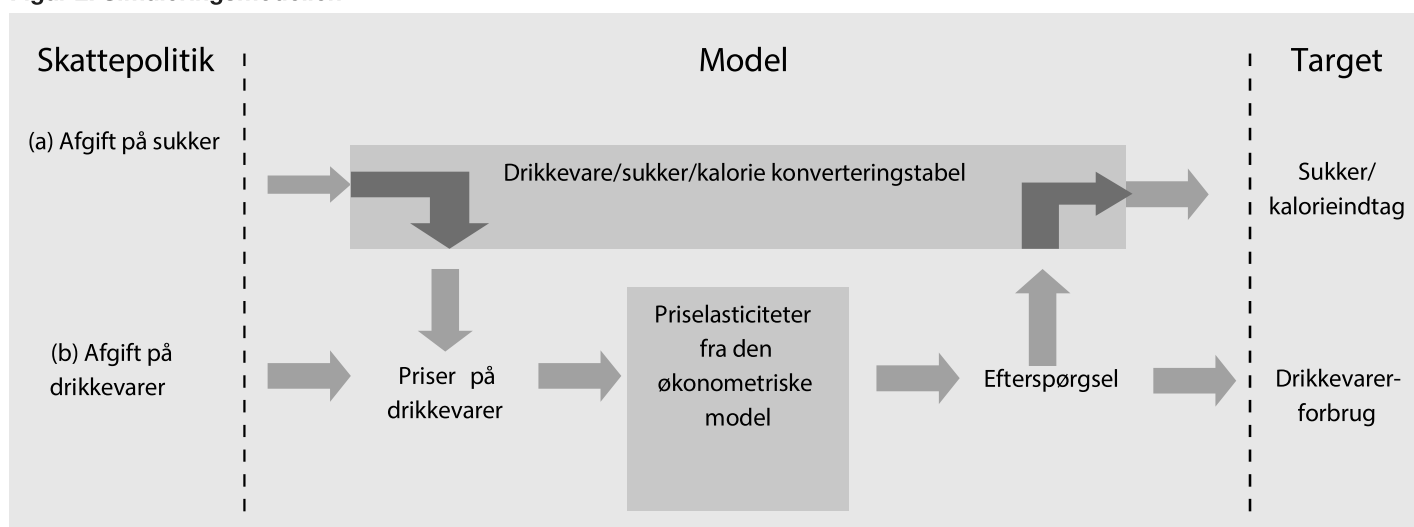 Skattepolitik
Model
Target
(a) Afgift på sukker
Drikkevare/sukker/kalorie konverteringstabel
Sukker/
kalorieindtag
(b) Afgift på
drikkevarer
Priser på
drikkevarer
Priselasticiteter
fra den
økonometriske
model
Efterspørgsel
Drikkevarer-
forbrug